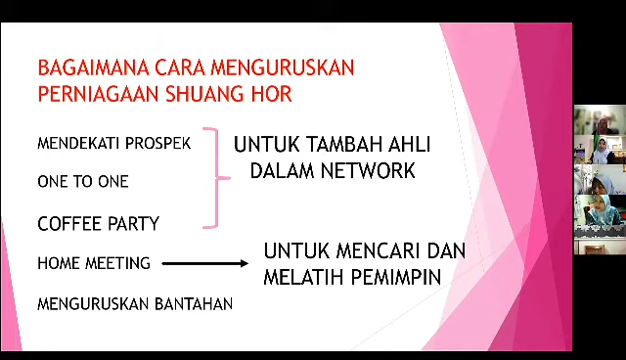 BAGAIMANA CARA MENGURUSKAN
PERNIAGAAN SHUANG HOR
MENDEKATI PROSPEK
ONE TO ONE
COFFEE PARTY
UNTUK TAMBAH AHLI
DALAM NETWORK
HOME MEETING
UNTUK MENCARI DAN
MELATIH PEMIMPIN
MENGURUSKAN BANTAHAN